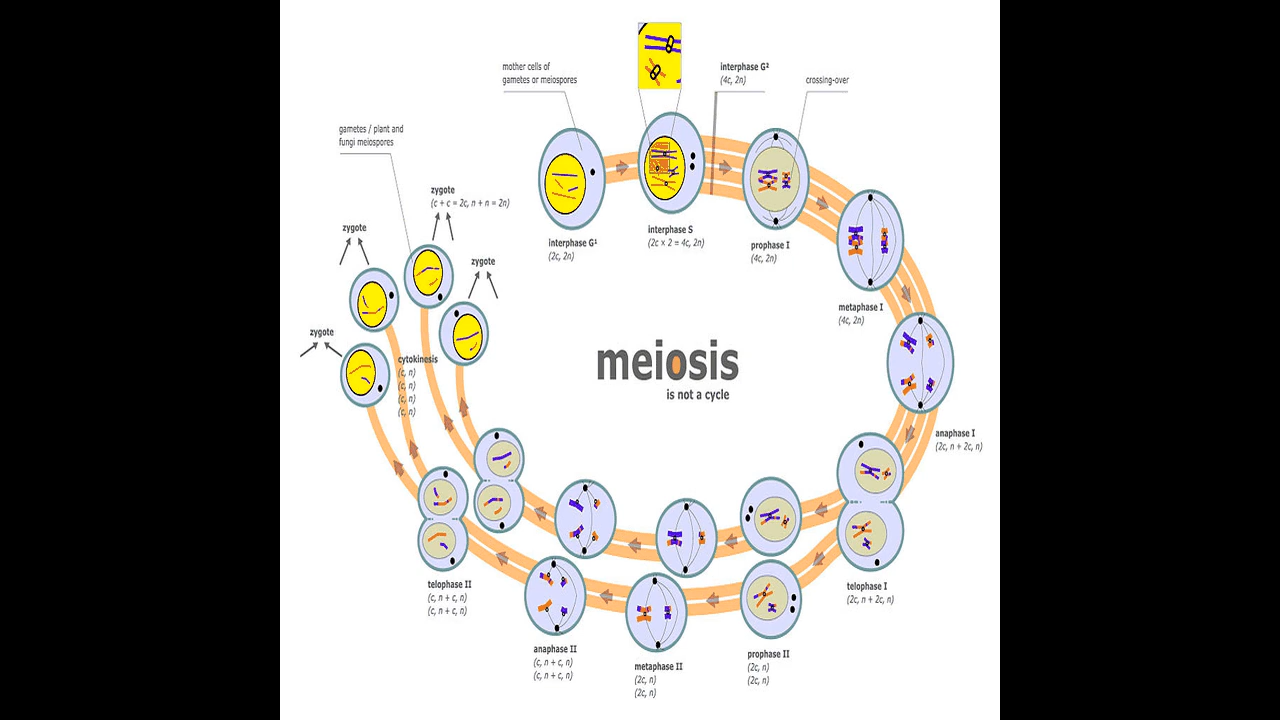 mother cells of
gametes or meiospores
interphase G²
(4c, 2n)
crossing-over
gametes / plant and
fungi meiospores
zygote
(c + c = 2c, n + n = 2n)
zygote
zygote
zygote
interphase G¹
(2c, 2n)
interphase S
(2c × 2 = 4c, 2n)
prophase I
(4c, 2n)
metaphase I
(4c, 2n)
cytokinesis
(c, n)
(c, n)
(c, n)
(c, n)
meiosis
is not a cycle
anaphase I
(2c, n + 2c, n)
telophase I
(2c, n + 2c, n)
telophase II
(c, n + c, n)
(c, n + c, n)
anaphase II
(c, n + c, n)
(c, n + c, n)
metaphase II
(2c, n)
(2c, n)
prophase II
(2c, n)
(2c, n)